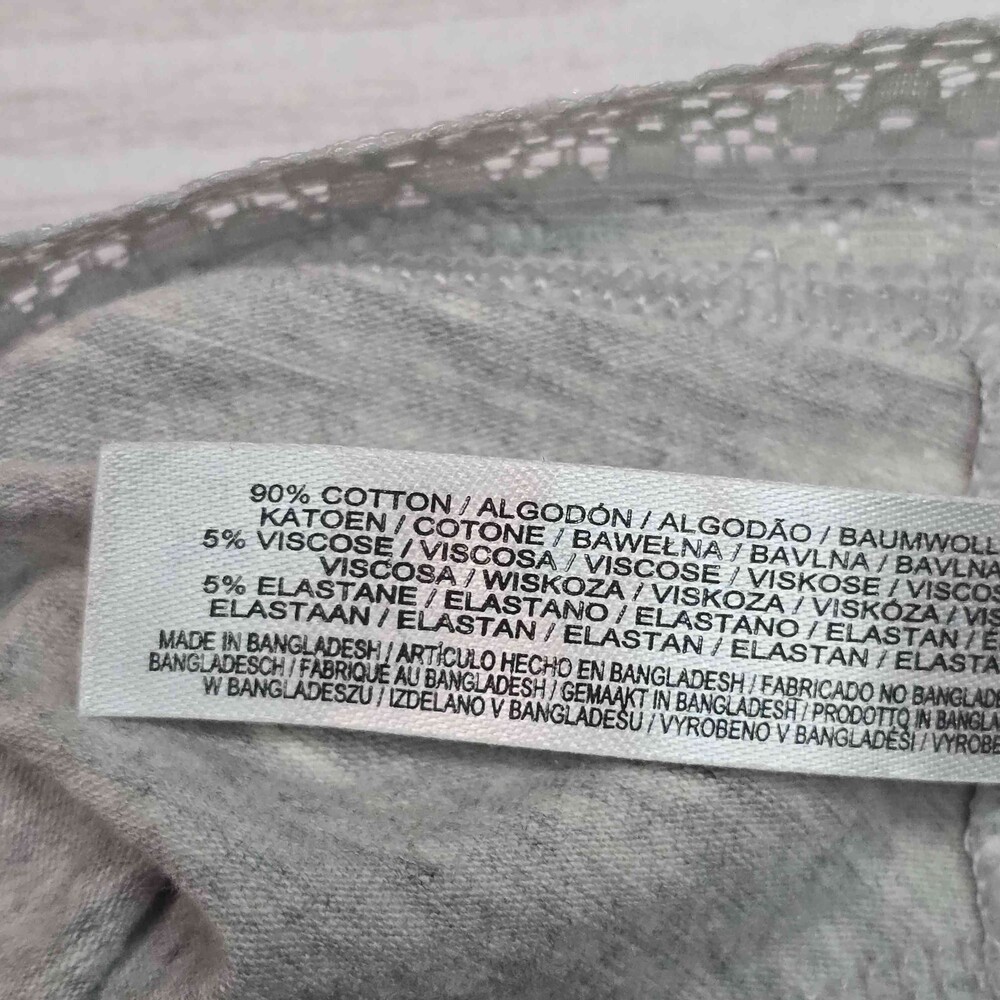 90% COTTON / ALGODÓN / ALGODÃO / BAUMWOLL
KATOEN / COTONE / BAWEŁNA / BAVLNA / BAVLNA
5% VISCOSE / VISCOSA / VISCOSE / VISKOSE / VISCOS
VISCOSA / WISKOZA / VISKOZA / VISKÓZA / VIS
5% ELASTANE / ELASTANO / ELASTANO / ELASTAN / E
ELASTAAN / ELASTAN / ELASTAN / ELASTAN / ELASTA
MADE IN BANGLADESH / ARTÍCULO HECHO EN BANGLADESH / FABRICADO NO BANGLAD
BANGLADESCH / FABRIQUÉ AU BANGLADESH / GEMAAKT IN BANGLADESH / PRODOTTO IN BANGLA
W BANGLADESZU / IZDELANO V BANGLADEŠU / VYROBENO V BANGLADÉŠI / VYROBE